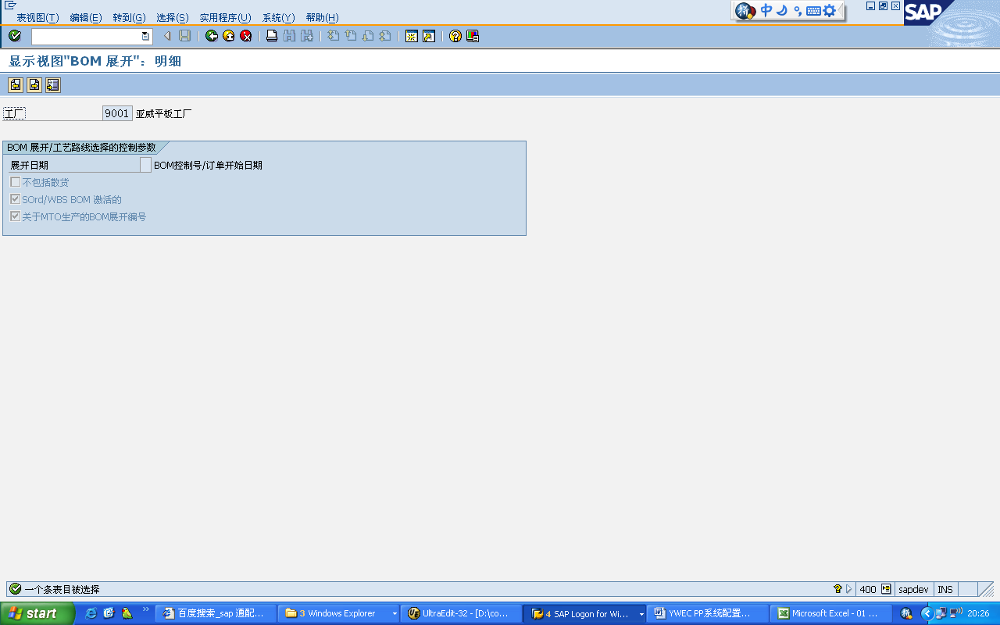 表视图(T) 编辑(E) 转到(G) 选择(S) 实用程序(U) 系统(Y) 帮助(H)
中
SAP
显示视图"BOM 展开": 明细
工厂 9001 亚威平板工厂
BOM 展开/工艺路线选择的控制参数
展开日期 BOM控制号/订单开始日期
不包括散货
SOrd/WBS BOM 激活的
关于MTO生产的BOM展开编号
一个条表目被选择 400 sapdev INS
start 百度搜索_sap 通配... 3 Windows Explorer UltraEdit-32 - [D:\co... 4 SAP Logon for Wi... YWEC PP系统配置... Microsoft Excel - 01 ... 20:26